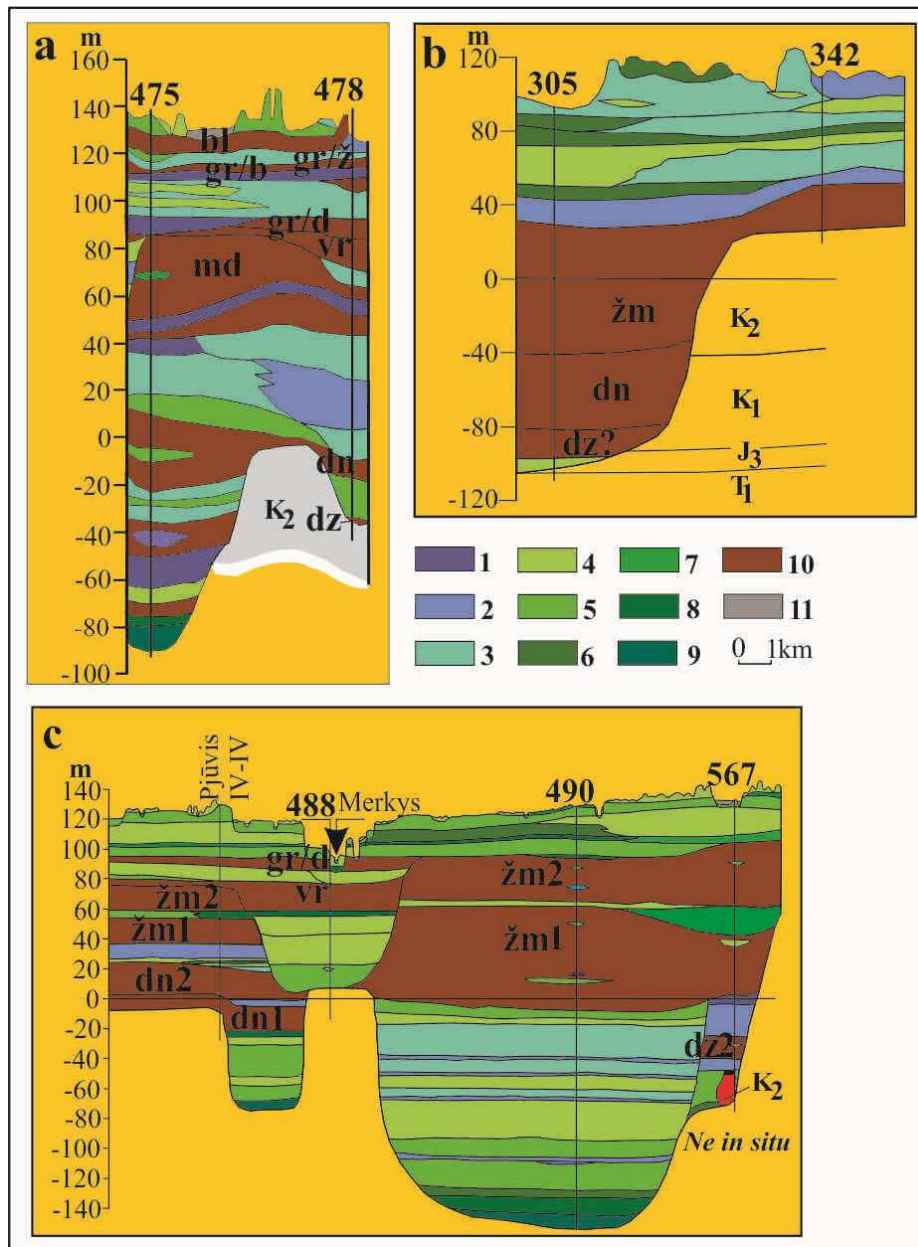 a
m
160
140
120
100
80
60
40
20
0
-20
-40
-60
-80
-100
475
478
bl
gr/ž
gr/b
gr/d
vr
md
dn
K2
dz
b
m
120
80
40
0
-40
-80
-120
305
342
žm
K2
dn
K1
dz?
J3
T1
1 4 7 10
2 5 8 11
3 6 9 0 1km
c
m
140
120
100
80
60
40
20
0
-20
-40
-60
-80
-100
-120
-140
Pjūvis
IV-IV
488 Merkys
490
567
gr/d
vr
žm2
žm2
žm1
žm1
dn2
dn1
dz2
K2
Ne in situ